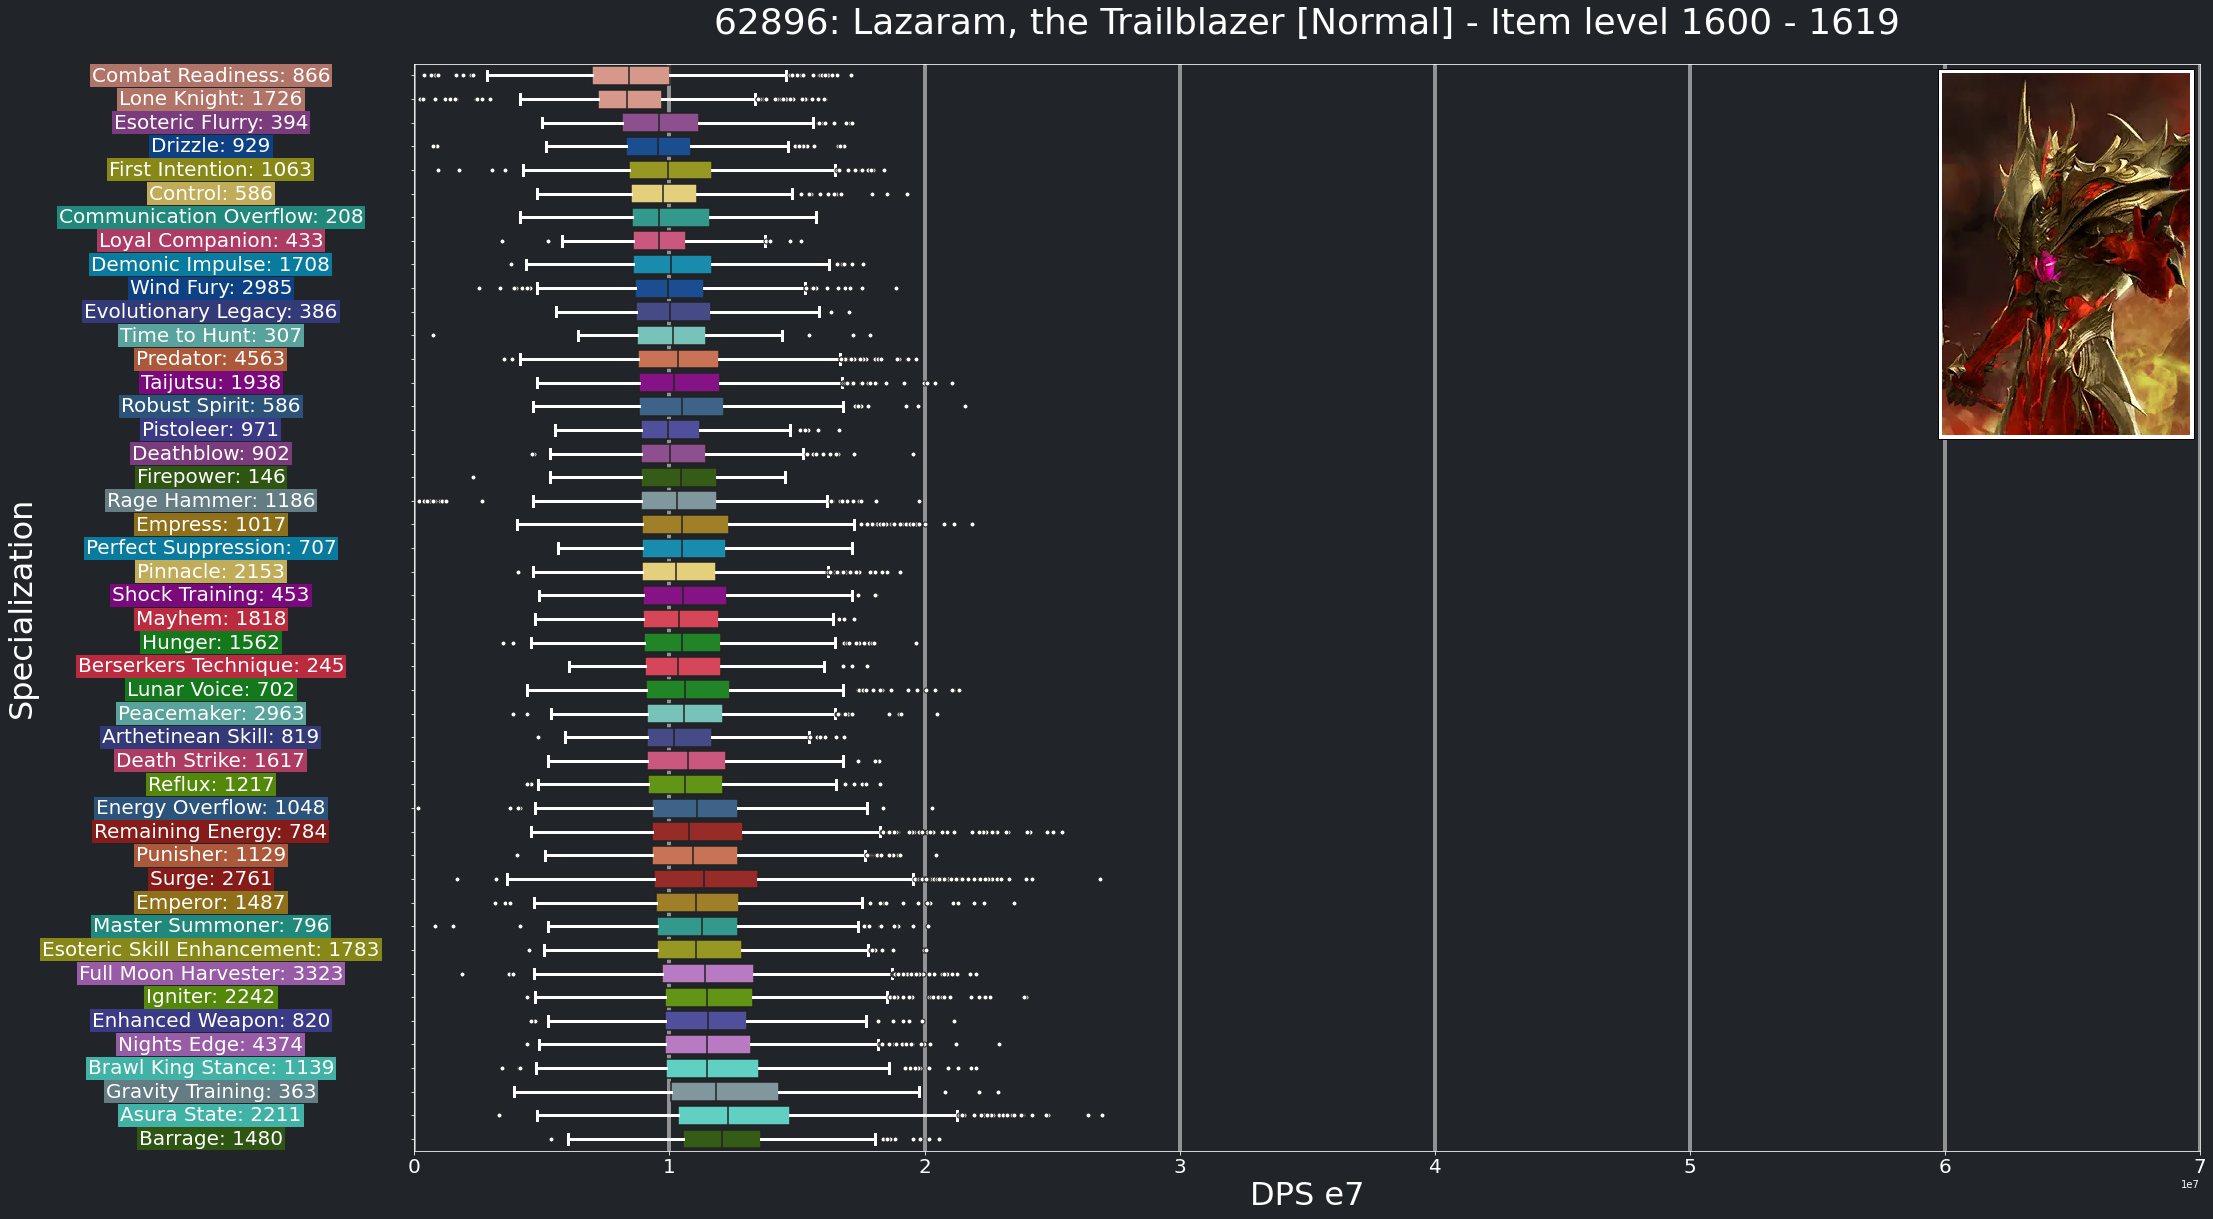 62896: Lazaram, the Trailblazer [Normal] - Item level 1600 - 1619
Combat Readiness: 866
Lone Knight: 1726
Esoteric Flurry: 394
Drizzle: 929
First Intention: 1063
Control: 586
Communication Overflow: 208
Loyal Companion: 433
Demonic Impulse: 1708
Wind Fury: 2985
Evolutionary Legacy: 386
Time to Hunt: 307
Predator: 4563
Taijutsu: 1938
Robust Spirit: 586
Pistoleer: 971
Deathblow: 902
Firepower: 146
Rage Hammer: 1186
Empress: 1017
Perfect Suppression: 707
Pinnacle: 2153
Shock Training: 453
Mayhem: 1818
Hunger: 1562
Berserkers Technique: 245
Lunar Voice: 702
Peacemaker: 2963
Arthetinean Skill: 819
Death Strike: 1617
Reflux: 1217
Energy Overflow: 1048
Remaining Energy: 784
Punisher: 1129
Surge: 2761
Emperor: 1487
Master Summoner: 796
Esoteric Skill Enhancement: 1783
Full Moon Harvester: 3323
Igniter: 2242
Enhanced Weapon: 820
Nights Edge: 4374
Brawl King Stance: 1139
Gravity Training: 363
Asura State: 2211
Barrage: 1480
Specialization
0 1 2 3 4 5 6 7
1e7
DPS e7